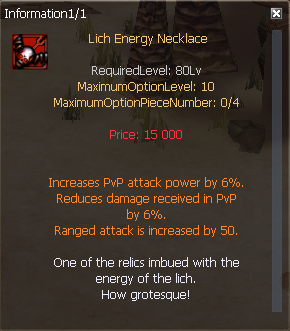 Information1/1
Lich Energy Necklace
RequiredLevel: 80Lv
MaximumOptionLevel: 10
MaximumOptionPieceNumber: 0/4
Price: 15 000
Increases PvP attack power by 6%.
Reduces damage received in PvP
by 6%.
Ranged attack is increased by 50.
One of the relics imbued with the
energy of the lich.
How grotesque!